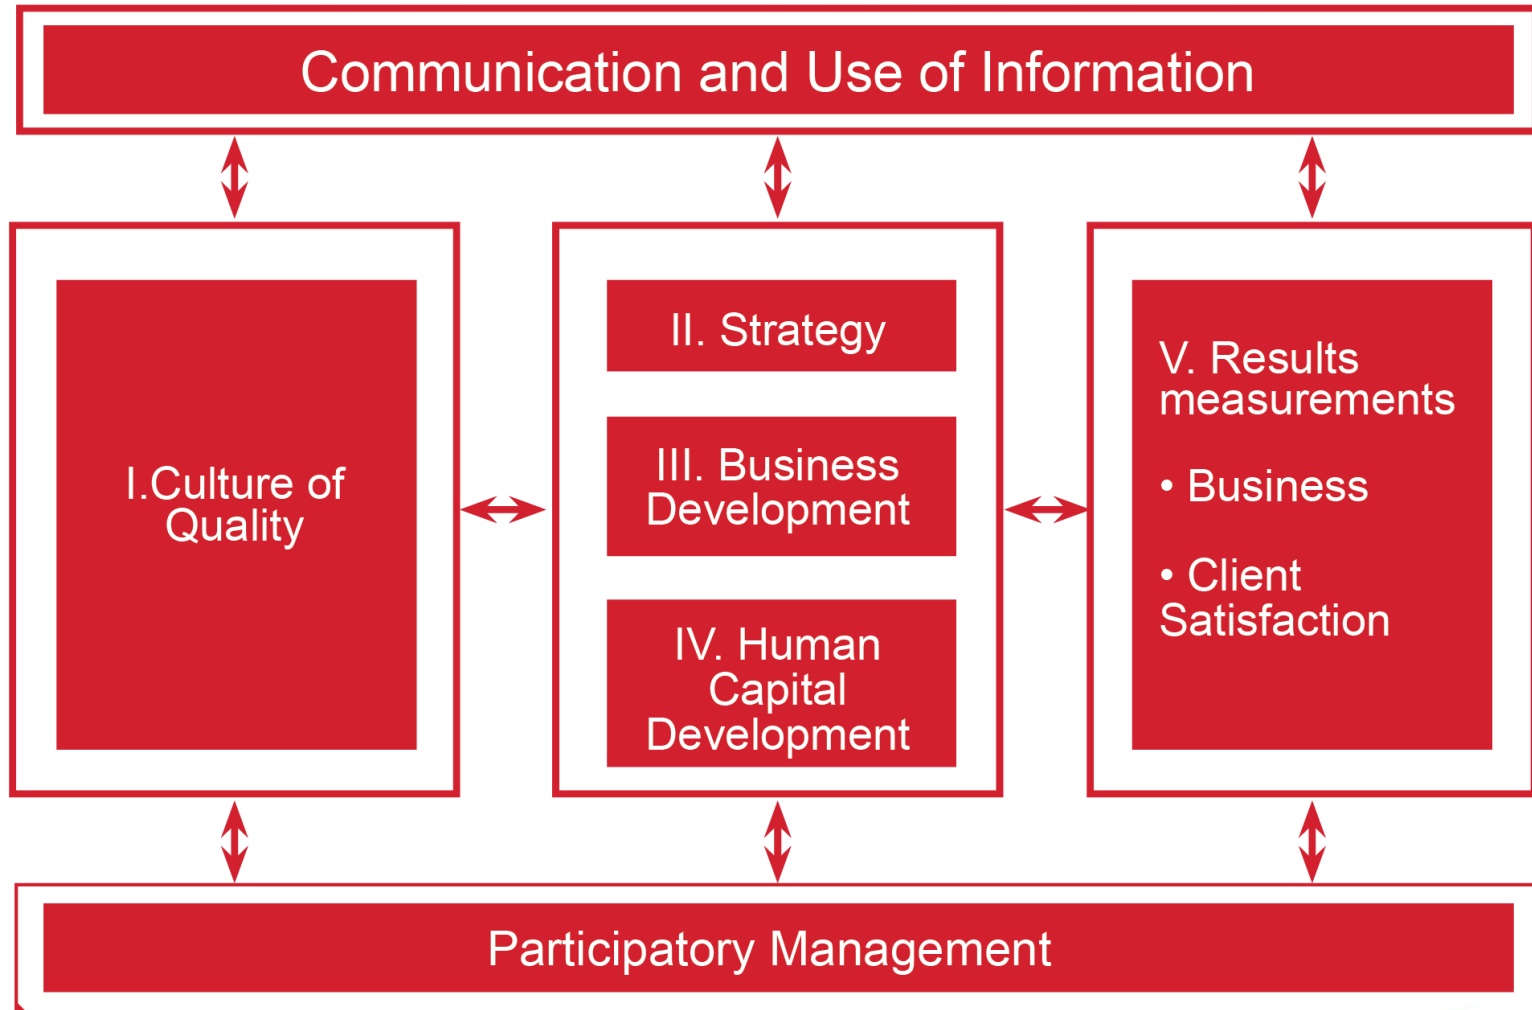 Communication and Use of Information
I.Culture of
Quality
II. Strategy
III. Business
Development
IV. Human
Capital
Development
V. Results
measurements
• Business
• Client
Satisfaction
Participatory Management